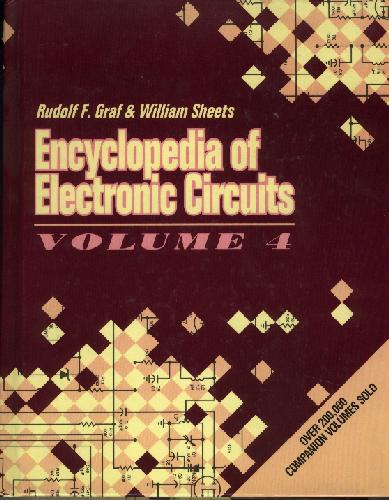 Rudolf F. Graf & William Sheets
Encyclopedia of
Electronic Circuits
VOLUME 4
OVER 200,000
COMPANION VOLUMES SOLD